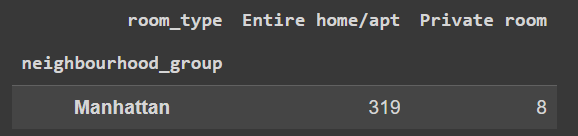 room_type Entire home/apt Private room
neighbourhood_group
Manhattan 319 8